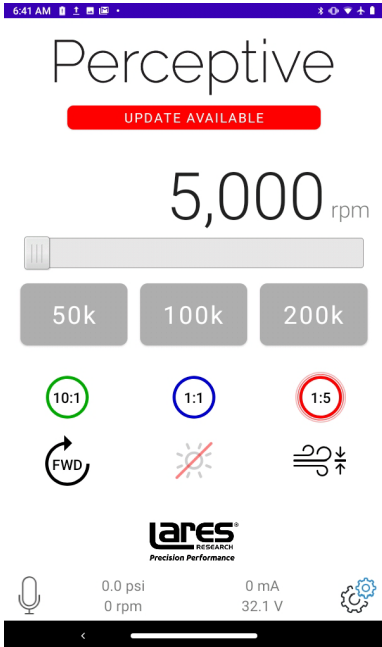 6:41 AM
Perceptive
UPDATE AVAILABLE
5,000 rpm
50k 100k 200k
10:1 1:1 1:5
FWD
LARES®
RESEARCH
Precision Performance
0.0 psi 0 mA
0 rpm 32.1 V